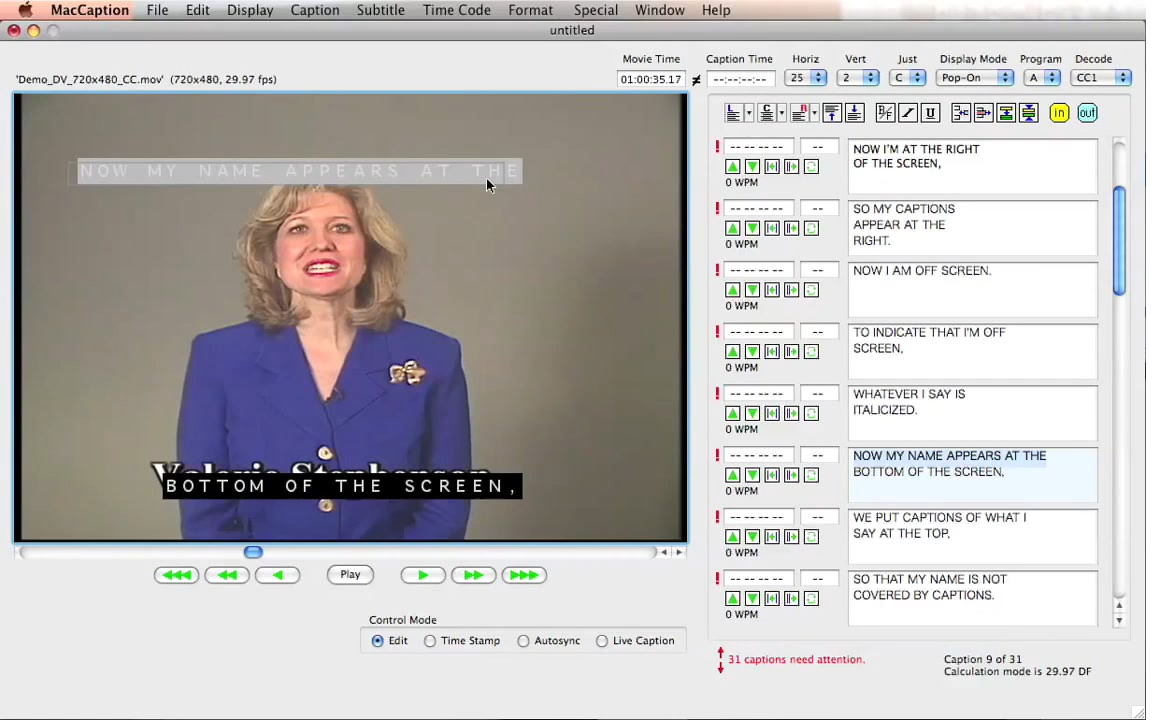 MacCaption File Edit Display Caption Subtitle Time Code Format Special Window Help
untitled
Movie Time Caption Time Horiz Vert Just Display Mode Program Decode
'Demo_DV_720x480_CC.mov' (720x480, 29.97 fps)
01:00:35.17 ≠ --:--:--:-- 25 2 C Pop-On A CC1
L C R B/F I U in out
NOW MY NAME APPEARS AT THE
BOTTOM OF THE SCREEN,
Play
Control Mode
Edit Time Stamp Autosync Live Caption
! -- -- -- -- --
0 WPM
NOW I'M AT THE RIGHT
OF THE SCREEN,
! -- -- -- -- --
0 WPM
SO MY CAPTIONS
APPEAR AT THE
RIGHT.
! -- -- -- -- --
0 WPM
NOW I AM OFF SCREEN.
! -- -- -- -- --
0 WPM
TO INDICATE THAT I'M OFF
SCREEN,
! -- -- -- -- --
0 WPM
WHATEVER I SAY IS
ITALICIZED.
! -- -- -- -- --
0 WPM
NOW MY NAME APPEARS AT THE
BOTTOM OF THE SCREEN,
! -- -- -- -- --
0 WPM
WE PUT CAPTIONS OF WHAT I
SAY AT THE TOP,
! -- -- -- -- --
0 WPM
SO THAT MY NAME IS NOT
COVERED BY CAPTIONS.
31 captions need attention.
Caption 9 of 31
Calculation mode is 29.97 DF